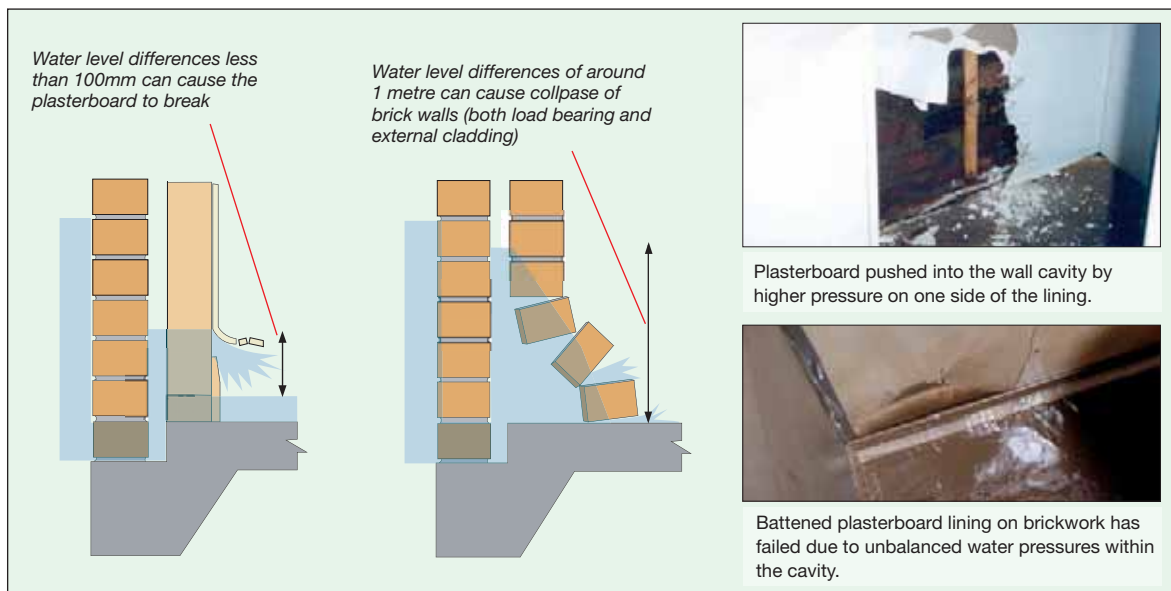 Water level differences less
than 100mm can cause the
plasterboard to break
Water level differences of around
1 metre can cause collpase of
brick walls (both load bearing and
external cladding)
Plasterboard pushed into the wall cavity by
higher pressure on one side of the lining.
Battened plasterboard lining on brickwork has
failed due to unbalanced water pressures within
the cavity.